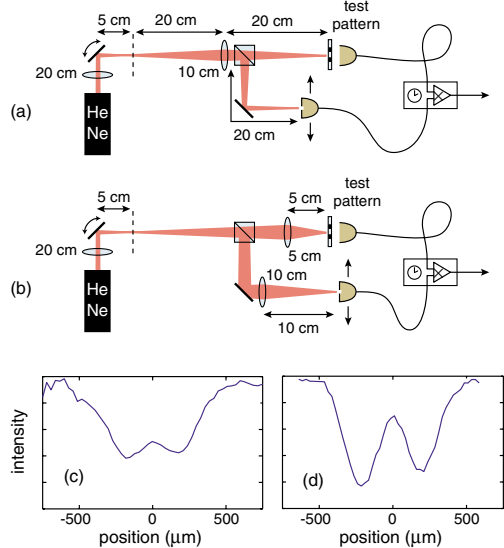 5 cm 20 cm 20 cm
test
pattern
20 cm
10 cm
He
Ne
20 cm
(a)
5 cm
5 cm
test
pattern
20 cm
5 cm
He
Ne
10 cm
10 cm
(b)
intensity
(c)
(d)
-500 0 500
-500 0 500
position (μm)
position (μm)